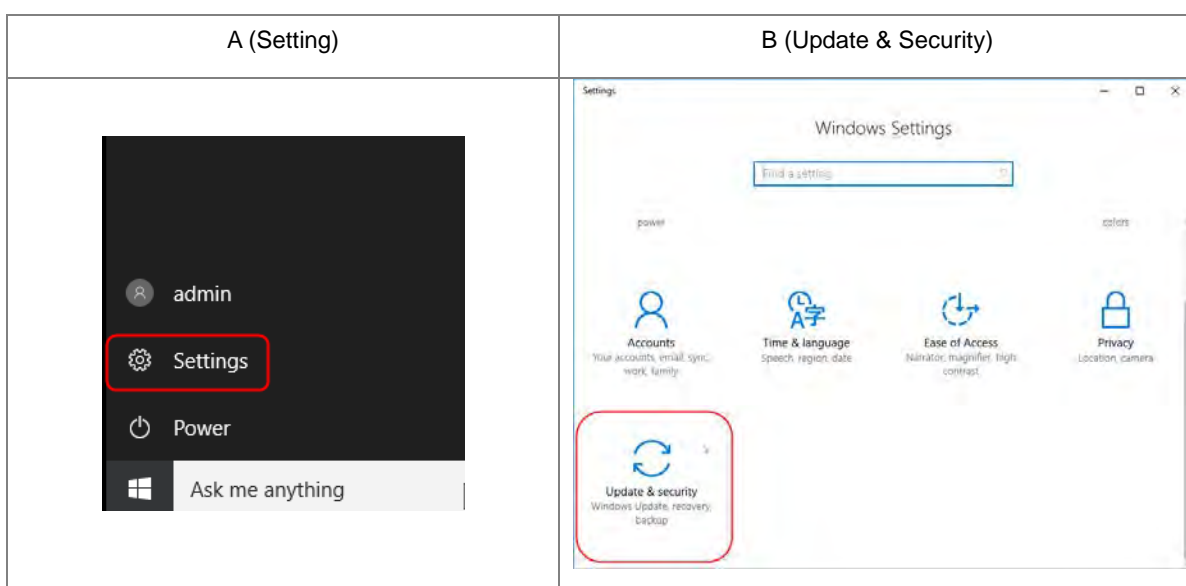 A (Setting)
B (Update & Security)
admin
Settings
Power
Ask me anything
Settings
Windows Settings
Find a setting
power
colors
Accounts
Your accounts, email, sync,
work, family
Time & language
Speech, region, date
Ease of Access
Narrator, magnifier, high
contrast
Privacy
Location, camera
Update & security
Windows Update, recovery,
backup